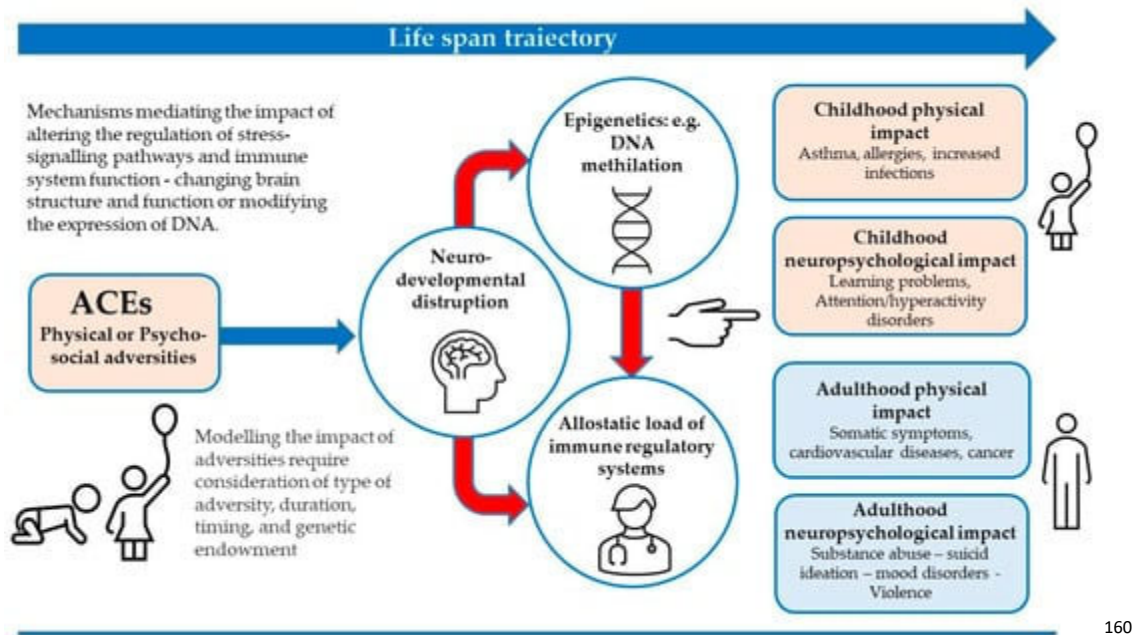 Life span traiectory
Mechanisms mediating the impact of
altering the regulation of stress-
signalling pathways and immune
system function - changing brain
structure and function or modifying
the expression of DNA.
ACEs
Physical or Psycho-
social adversities
Modelling the impact of
adversities require
consideration of type of
adversity, duration,
timing, and genetic
endowment
Neuro-
developmental
distruption
Epigenetics: e.g.
DNA
methilation
Allostatic load of
immune regulatory
systems
Childhood physical
impact
Asthma, allergies, increased
infections
Childhood
neuropsychological impact
Learning problems,
Attention/hyperactivity
disorders
Adulthood physical
impact
Somatic symptoms,
cardiovascular diseases, cancer
Adulthood
neuropsychological impact
Substance abuse – suicid
ideation – mood disorders -
Violence
160